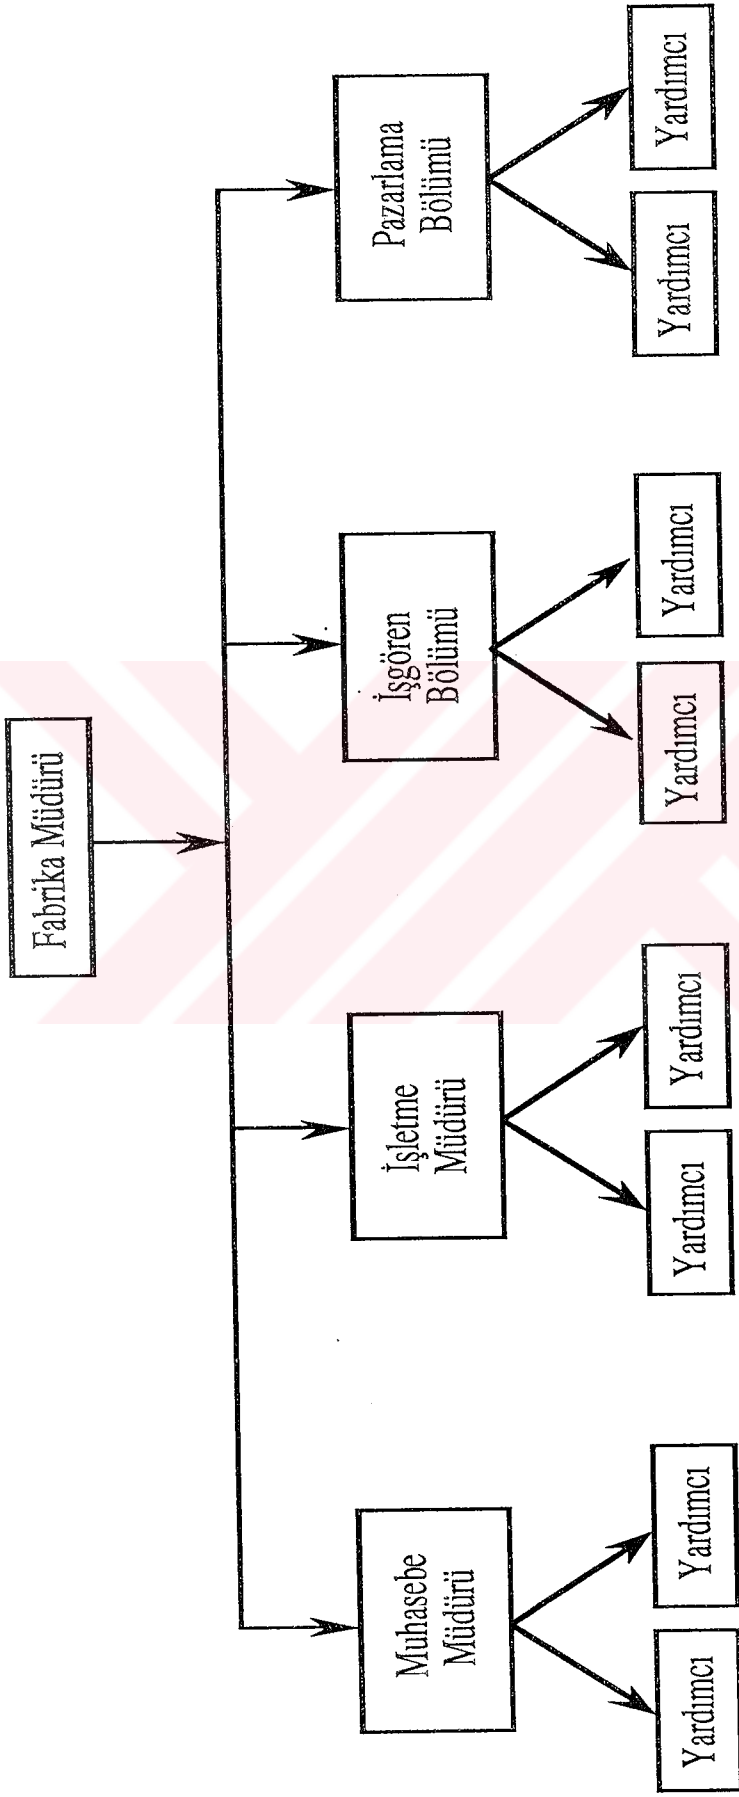 Fabrika Müdürü
Muhasebe
Müdürü
İşletme
Müdürü
İşgören
Bölümü
Pazarlama
Bölümü
Yardımcı
Yardımcı
Yardımcı
Yardımcı
Yardımcı
Yardımcı
Yardımcı
Yardımcı